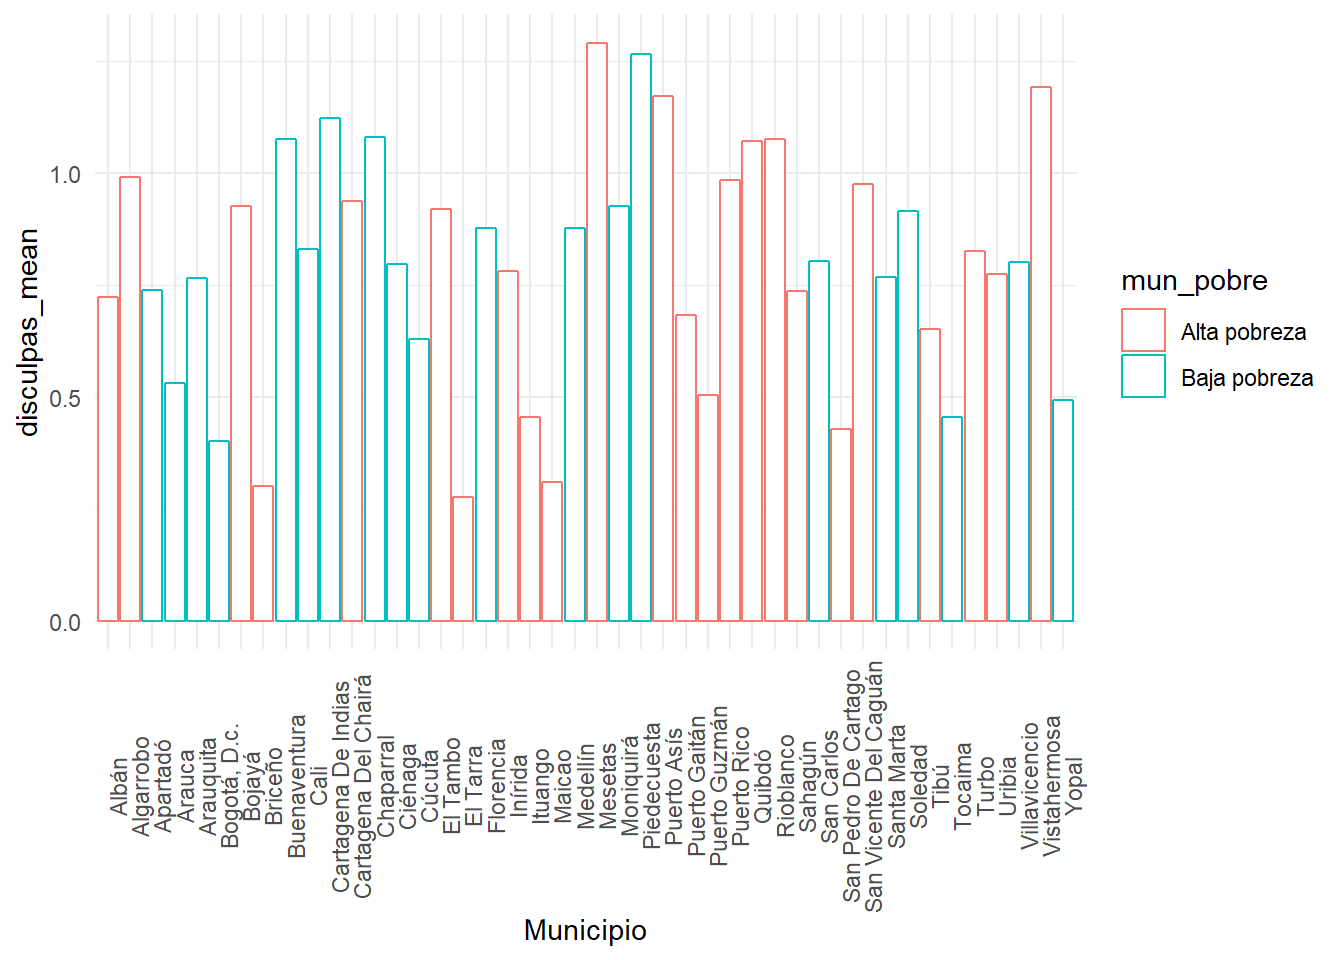 disculpas_mean
1.0
0.5
0.0
Albán
Algarrobo
Apartadó
Arauca
Arauquita
Bogotá, D.c.
Bojayá
Briceño
Buenaventura
Cali
Cartagena De Indias
Cartagena Del Chairá
Chaparral
Ciénaga
Cúcuta
El Tambo
El Tarra
Florencia
Inírida
Ituango
Maicao
Medellín
Mesetas
Moniquirá
Piedecuesta
Puerto Asís
Puerto Gaitán
Puerto Guzmán
Puerto Rico
Quibdó
Rioblanco
Sahagún
San Carlos
San Pedro De Cartago
San Vicente Del Caguán
Santa Marta
Soledad
Tibú
Tocaima
Turbo
Uribia
Villavicencio
Vistahermosa
Yopal
Municipio
mun_pobre
Alta pobreza
Baja pobreza